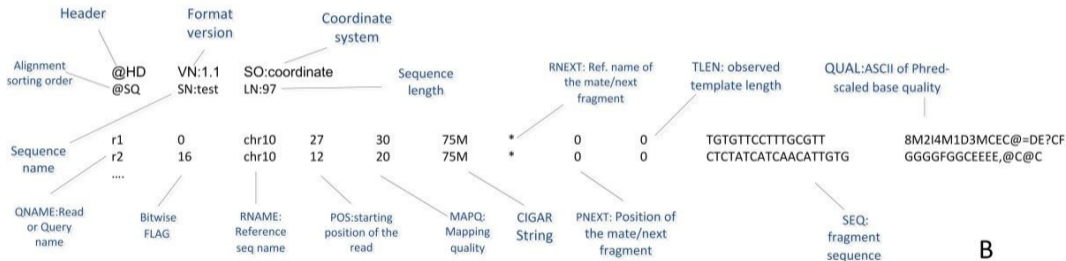 Header
Format
version
Coordinate
system
Alignment
sorting order
@HD VN:1.1 SO:coordinate
@SQ SN:test LN:97
Sequence
length
RNEXT: Ref. name of
the mate/next
fragment
TLEN: observed
template length
QUAL:ASCII of Phred-
scaled base quality
Sequence
name
r1 0 chr10 27 30 75M * 0 0 TGTGTTCCTTTGCGTT 8M2I4M1D3MCEC@=DE?CF
r2 16 chr10 12 20 75M * 0 0 CTCTATCATCAACATTGTG GGGGFGGCEEEE,@C@C
....
QNAME:Read
or Query
name
Bitwise
FLAG
RNAME:
Reference
seq name
POS:starting
position of the
read
MAPQ:
Mapping
quality
CIGAR
String
PNEXT: Position of
the mate/next
fragment
SEQ:
fragment
sequence
B